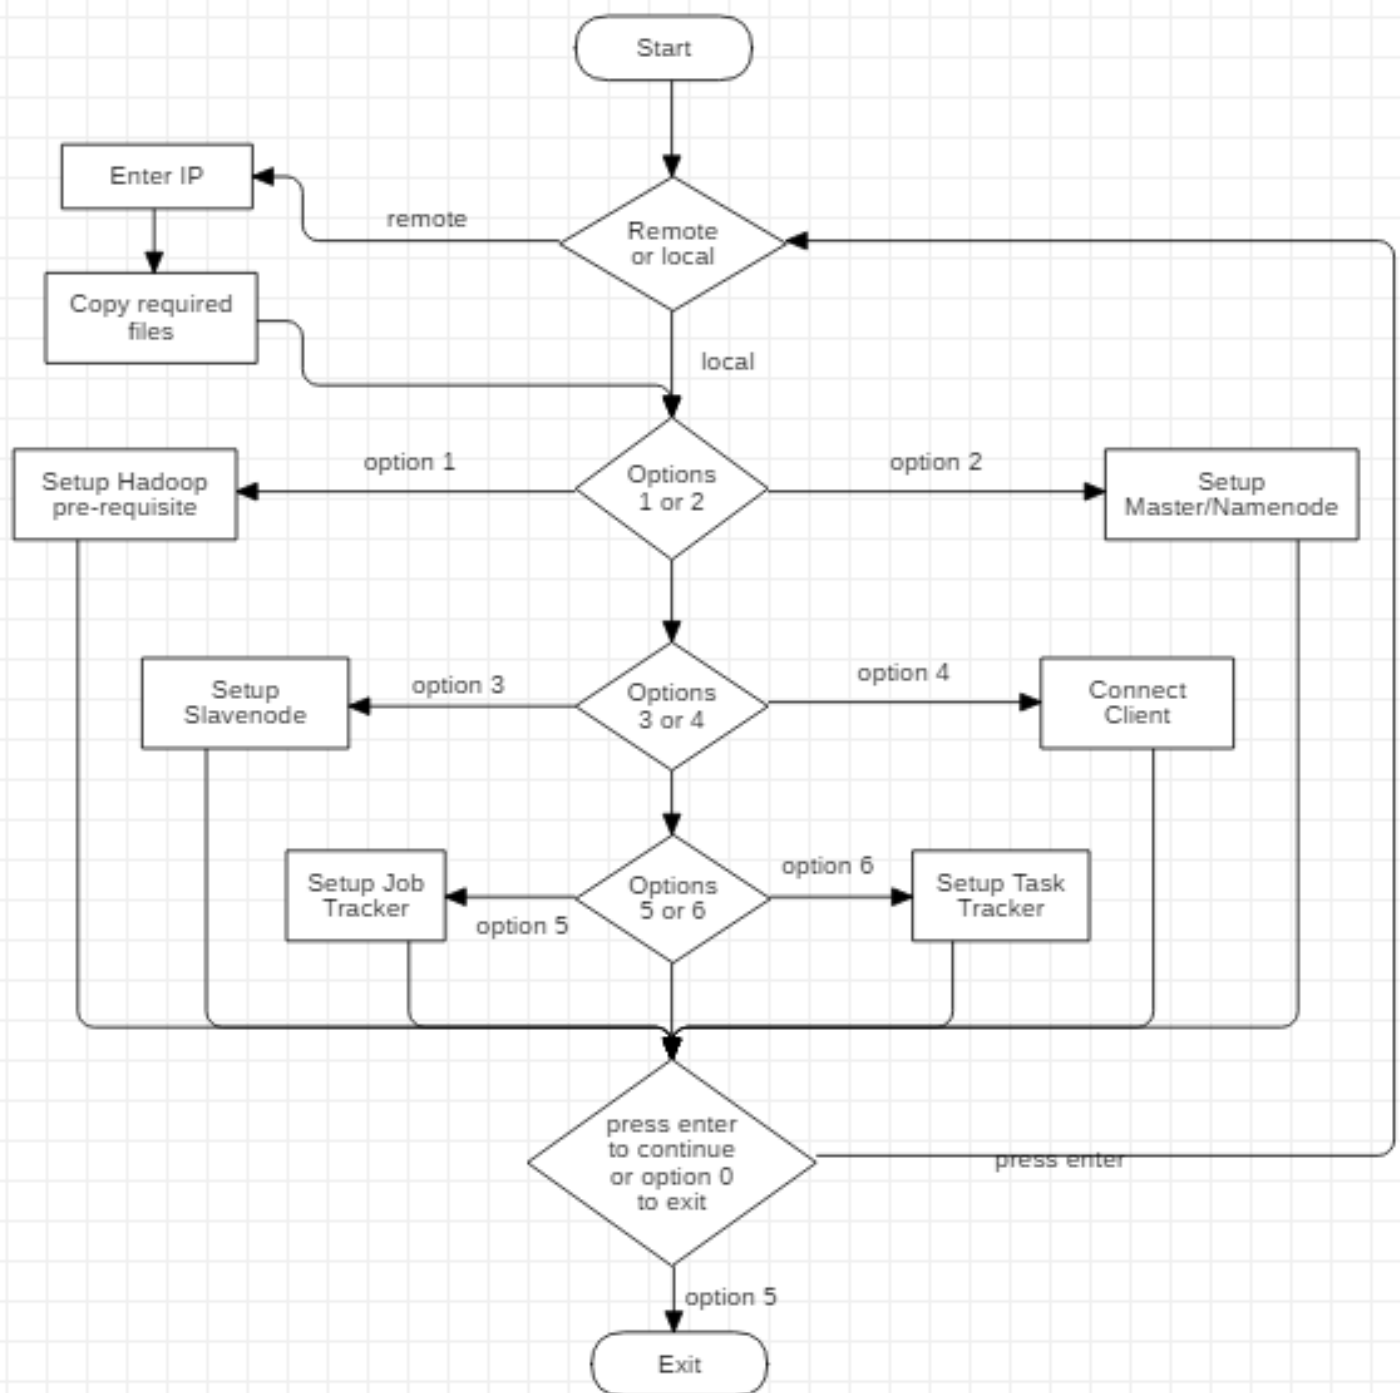 Start
Enter IP
remote
Remote
or local
Copy required
files
local
option 1
option 2
Setup Hadoop
pre-requisite
Options
1 or 2
Setup
Master/Namenode
option 3
option 4
Setup
Slavenode
Options
3 or 4
Connect
Client
option 6
Setup Job
Tracker
Options
5 or 6
Setup Task
Tracker
option 5
press enter
to continue
or option 0
to exit
press enter
option 5
Exit